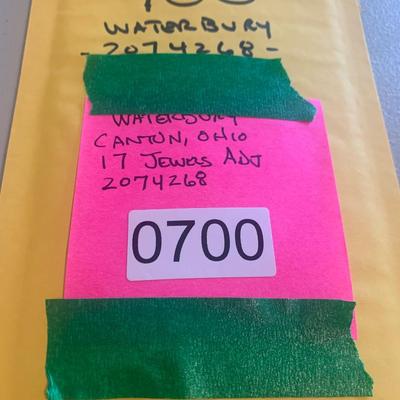 WATERBURY
- 2074268 -
WATERBURY
CANTON, OHIO
17 JEWELS ADJ
2074268
0700